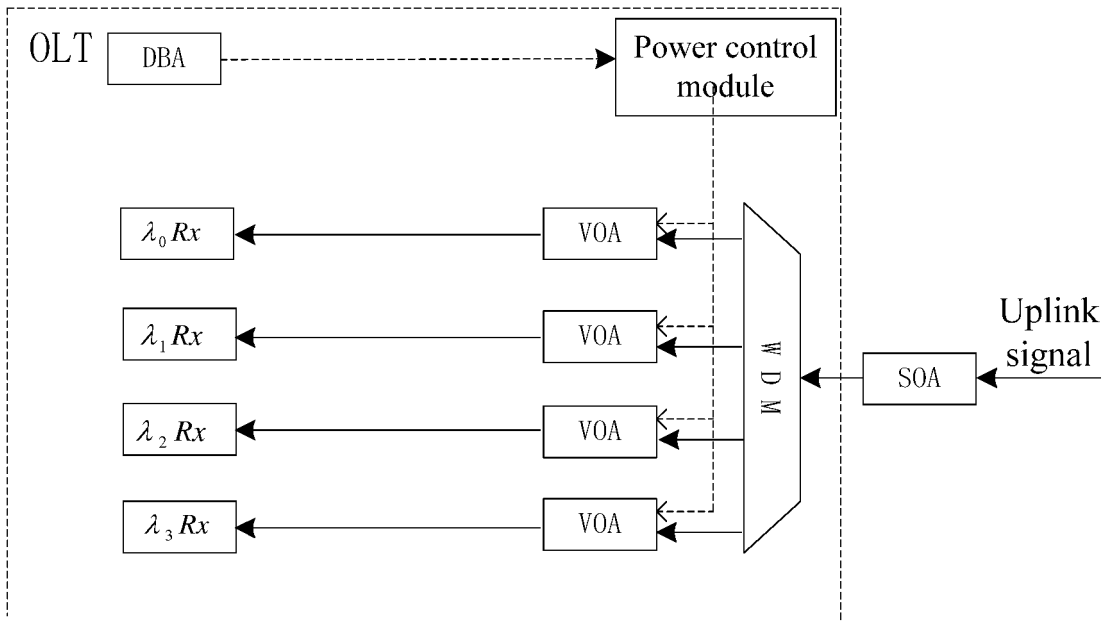 OLT
DBA
Power control
module
λ₀ Rx
VOA
λ₁ Rx
VOA
WDM
Uplink
signal
SOA
λ₂ Rx
VOA
λ₃ Rx
VOA